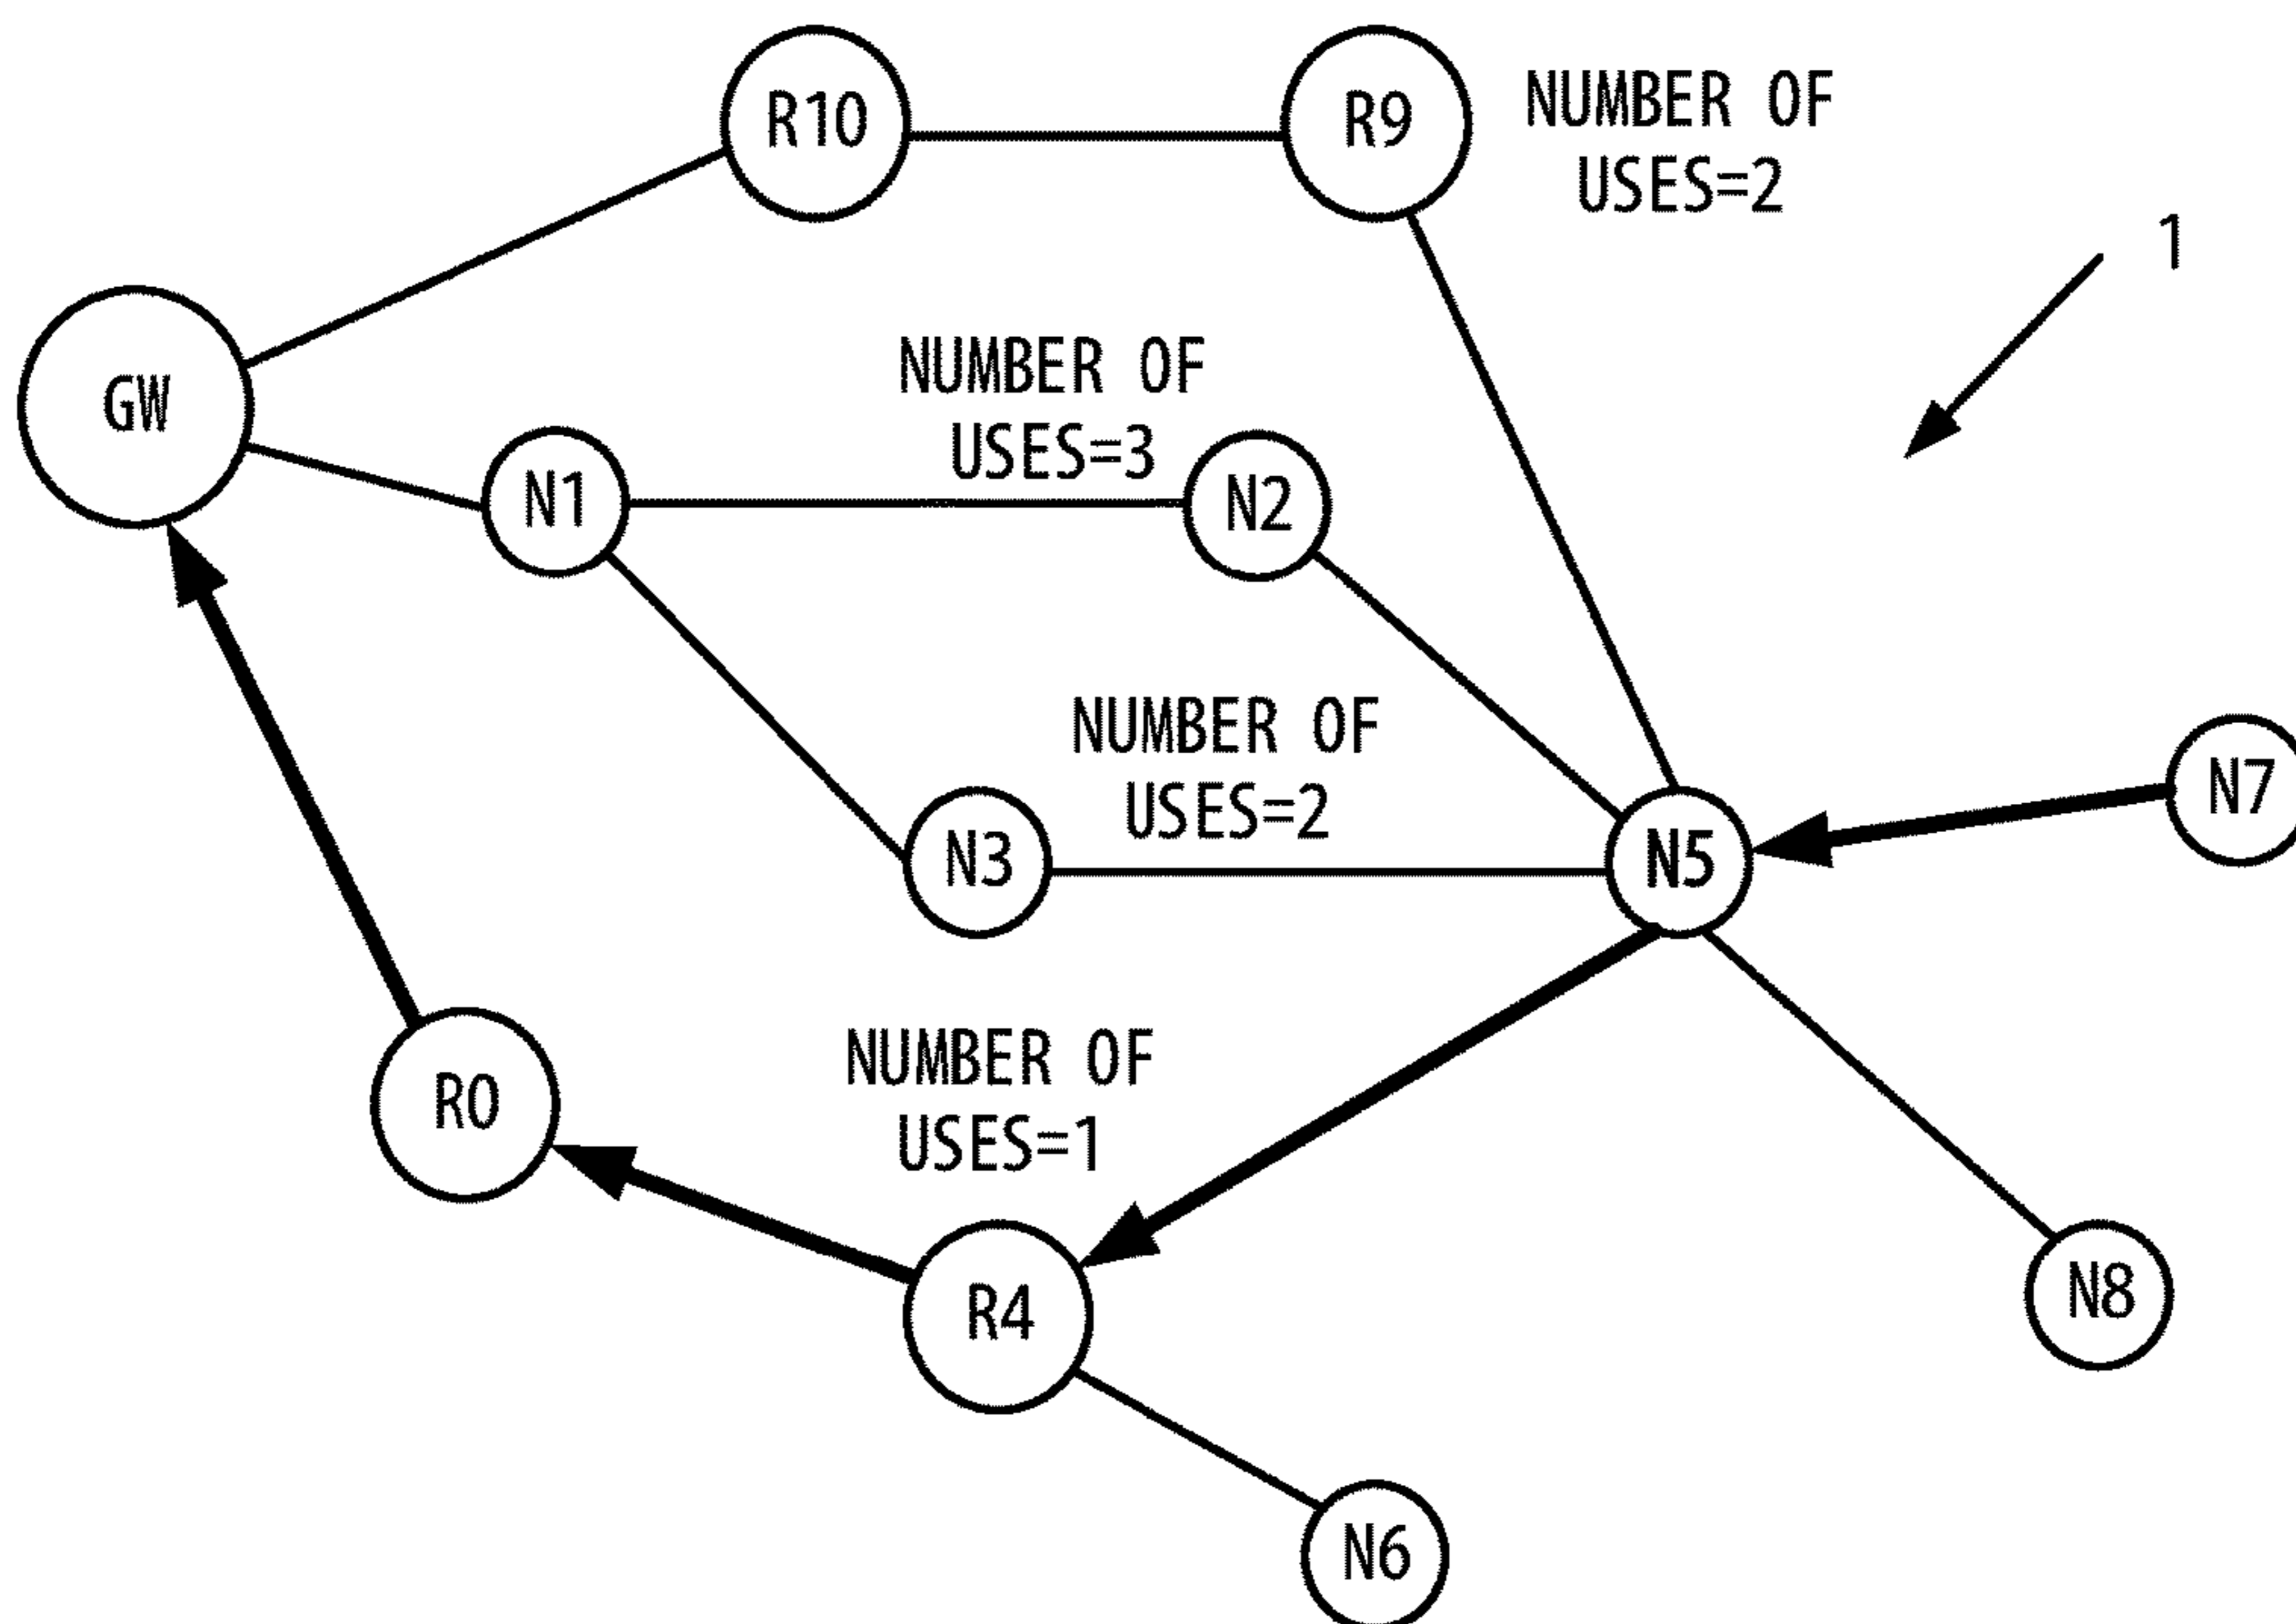 R10
R9
NUMBER OF
USES=2
1
GW
NUMBER OF
USES=3
N1
N2
NUMBER OF
USES=2
N3
N5
N7
R0
NUMBER OF
USES=1
R4
N8
N6